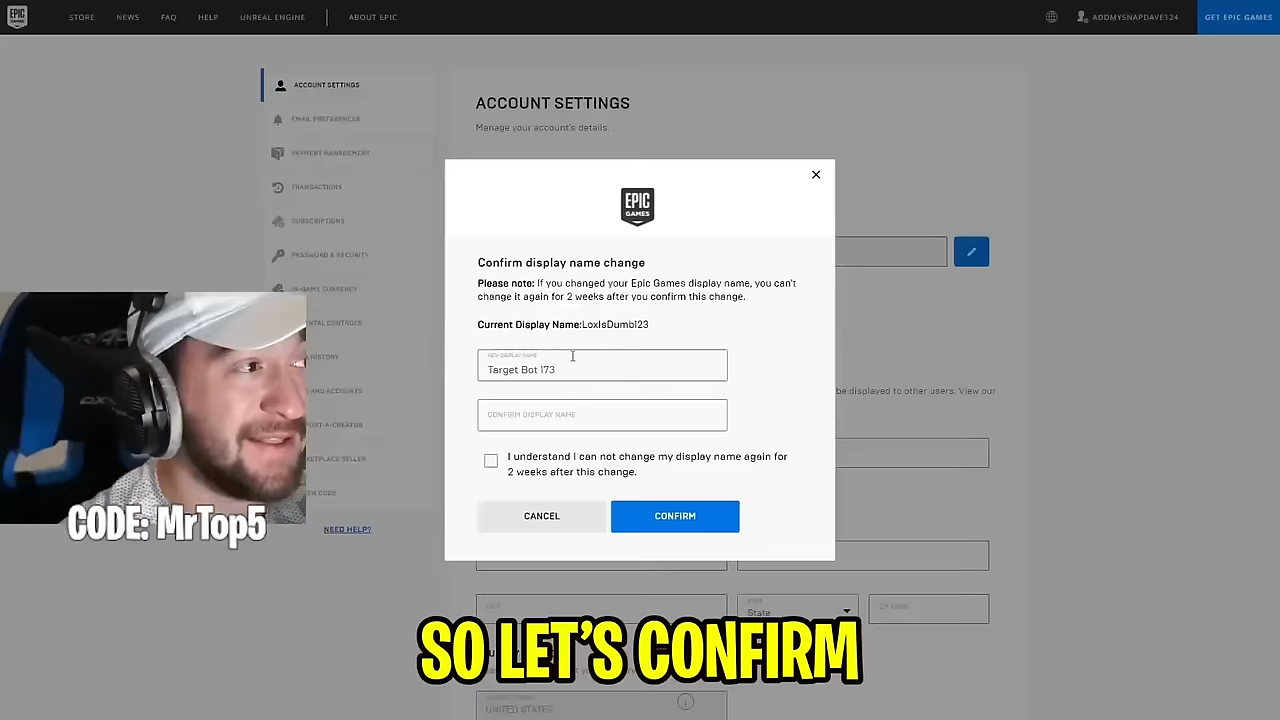 EPIC GAMES
STORE
NEWS
FAQ
HELP
UNREAL ENGINE
ABOUT EPIC
ADDMYSNAPDAVE124
GET EPIC GAMES
ACCOUNT SETTINGS
EMAIL PREFERENCES
PAYMENT MANAGEMENT
TRANSACTIONS
SUBSCRIPTIONS
PASSWORD & SECURITY
IN-GAME CURRENCY
NTAL CONTROLS
HISTORY
AND ACCOUNTS
PORT-A-CREATOR
ETPLACE SELLER
EM CODE
NEED HELP?
CODE: MrTop5
ACCOUNT SETTINGS
Manage your account's details.
EPIC
GAMES
Confirm display name change
Please note: If you changed your Epic Games display name, you can't
change it again for 2 weeks after you confirm this change.
Current Display Name:LoxIsDumb123
NEW DISPLAY NAME
Target Bot 173
CONFIRM DISPLAY NAME
I understand I can not change my display name again for
2 weeks after this change.
CANCEL
CONFIRM
be displayed to other users. View our
CITY
State
UNITED STATES
SO LET'S CONFIRM